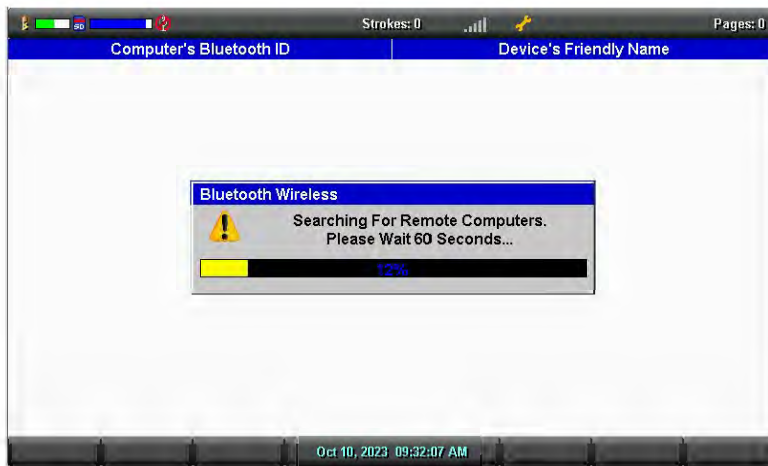 Strokes: 0
Pages: 0
Computer's Bluetooth ID
Device's Friendly Name
Bluetooth Wireless
Searching For Remote Computers.
Please Wait 60 Seconds...
12%
Oct 10, 2023 09:32:07 AM